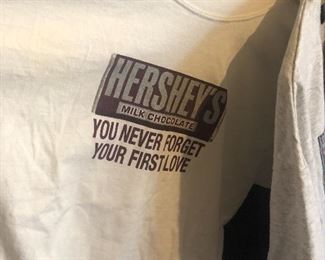 HERSHEY'S
MILK CHOCOLATE
YOU NEVER FORGET
YOUR FIRST LOVE